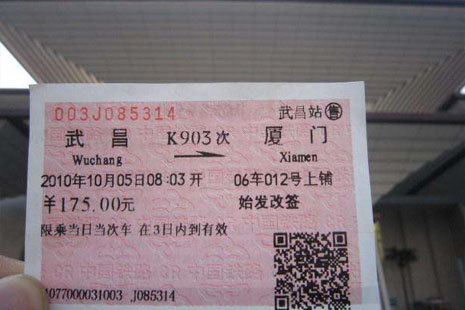 D03J085314 武昌站售
武昌 K903次 厦门
Wuchang Xiamen
2010年10月05日08:03开 06车012号上铺
¥175.00元 始发改签
限乘当日当次车 在3日内到有效
1077000031003 J085314